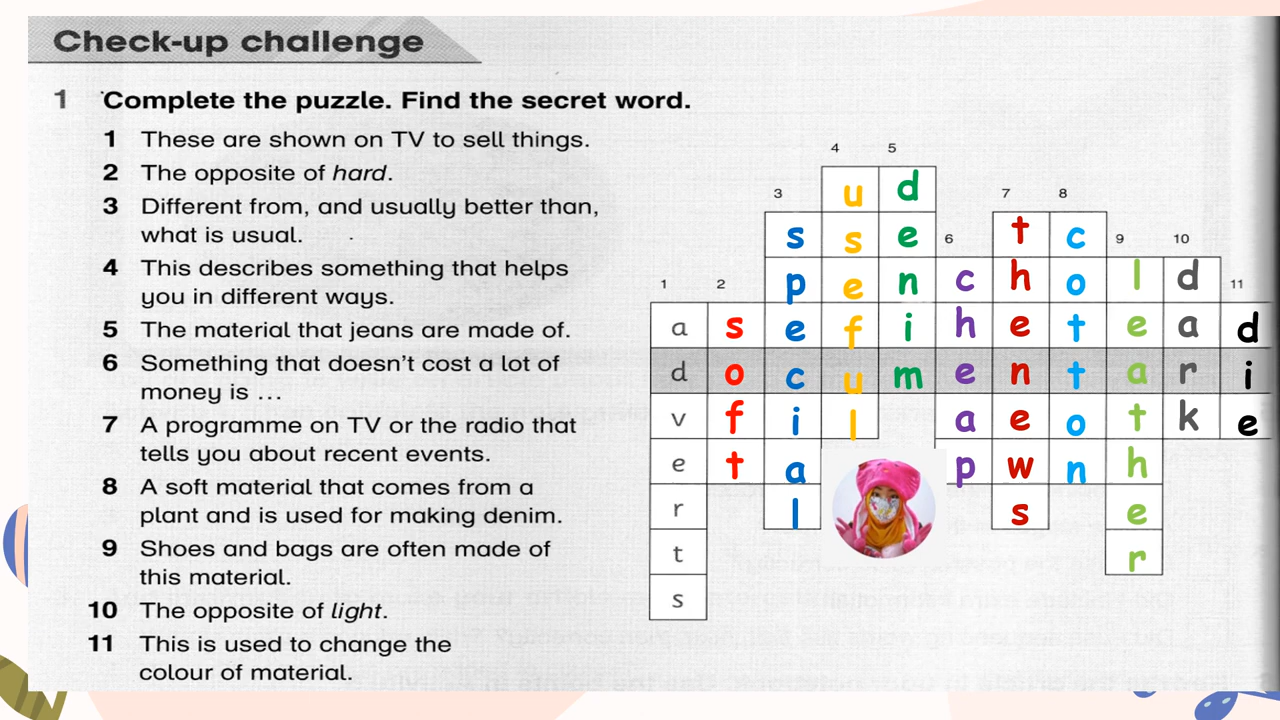 Check-up challenge
1 Complete the puzzle. Find the secret word.
1 These are shown on TV to sell things.
2 The opposite of hard.
3 Different from, and usually better than,
what is usual.
4 This describes something that helps
you in different ways.
5 The material that jeans are made of.
6 Something that doesn't cost a lot of
money is ...
7 A programme on TV or the radio that
tells you about recent events.
8 A soft material that comes from a
plant and is used for making denim.
9 Shoes and bags are often made of
this material.
10 The opposite of light.
11 This is used to change the
colour of material.
4 5
u d
3 7 8
s s e t c
6 9 10
p e n c h o l d
1 2 11
a s e f i h e t e a d
d o c u m e n t a r i
v f i l a e o t k e
e t a p w n h
r l s e
t r
s